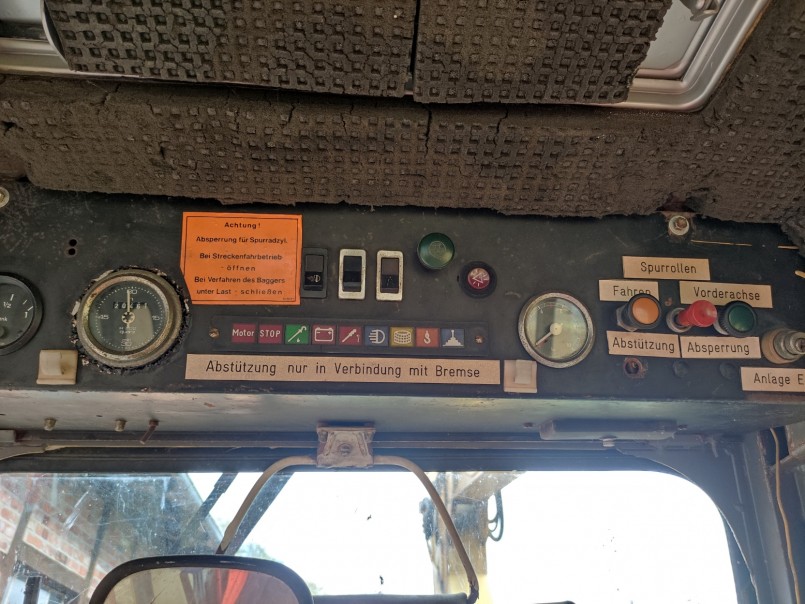 Achtung!
Absperrung für Spurradzyl.
Bei Streckenfahrbetrieb
- öffnen
Bei Verfahren des Baggers
unter Last - schließen
Motor STOP
Abstützung nur in Verbindung mit Bremse
Spurrollen
Fahren Vorderachse
Abstützung Absperrung
Anlage E